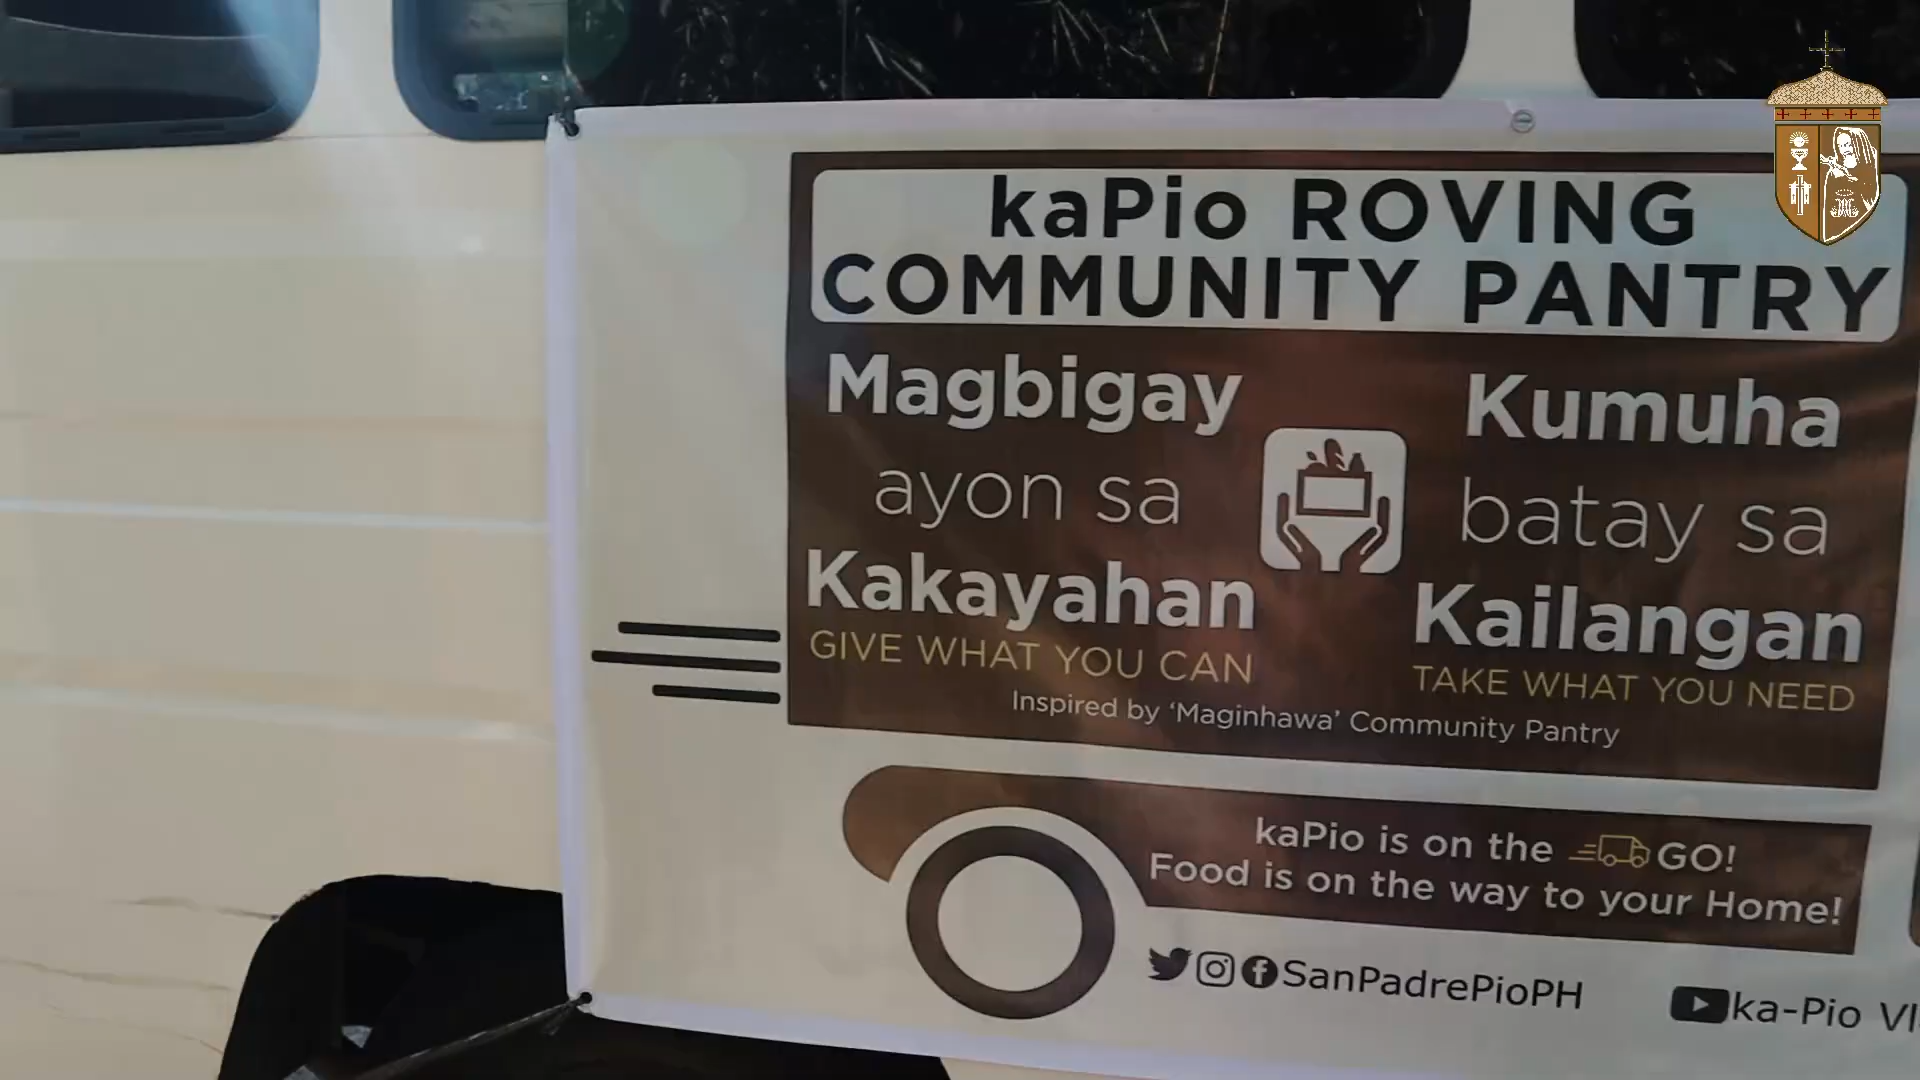 kaPio ROVING
COMMUNITY PANTRY
Magbigay
ayon sa
Kakayahan
GIVE WHAT YOU CAN
Kumuha
batay sa
Kailangan
TAKE WHAT YOU NEED
Inspired by ‘Maginhawa’ Community Pantry
kaPio is on the GO!
Food is on the way to your Home!
SanPadrePioPH
ka-Pio